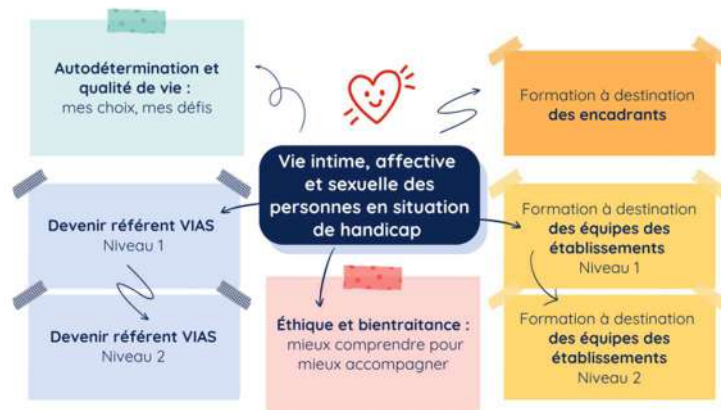 Autodétermination et
qualité de vie :
mes choix, mes défis
Formation à destination
des encadrants
Vie intime, affective
et sexuelle des
personnes en situation
de handicap
Devenir référent VIAS
Niveau 1
Formation à destination
des équipes des
établissements
Niveau 1
Devenir référent VIAS
Niveau 2
Éthique et bientraitance :
mieux comprendre pour
mieux accompagner
Formation à destination
des équipes des
établissements
Niveau 2